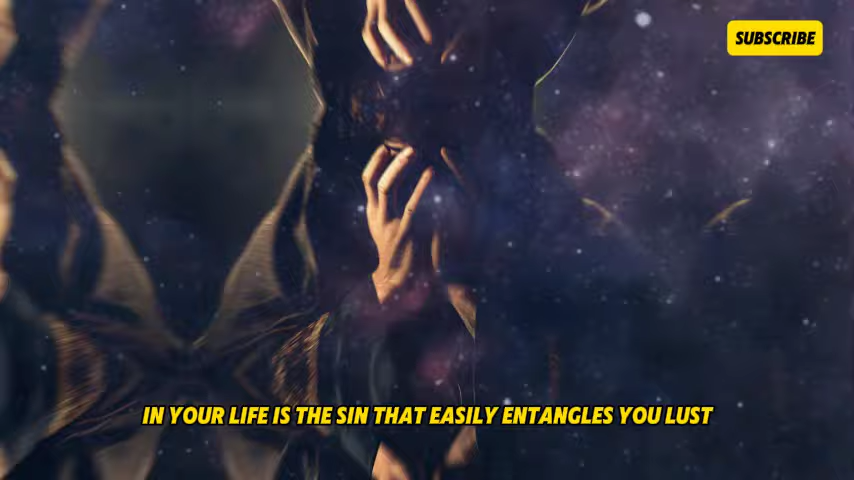 SUBSCRIBE
IN YOUR LIFE IS THE SIN THAT EASILY ENTANGLES YOU LUST